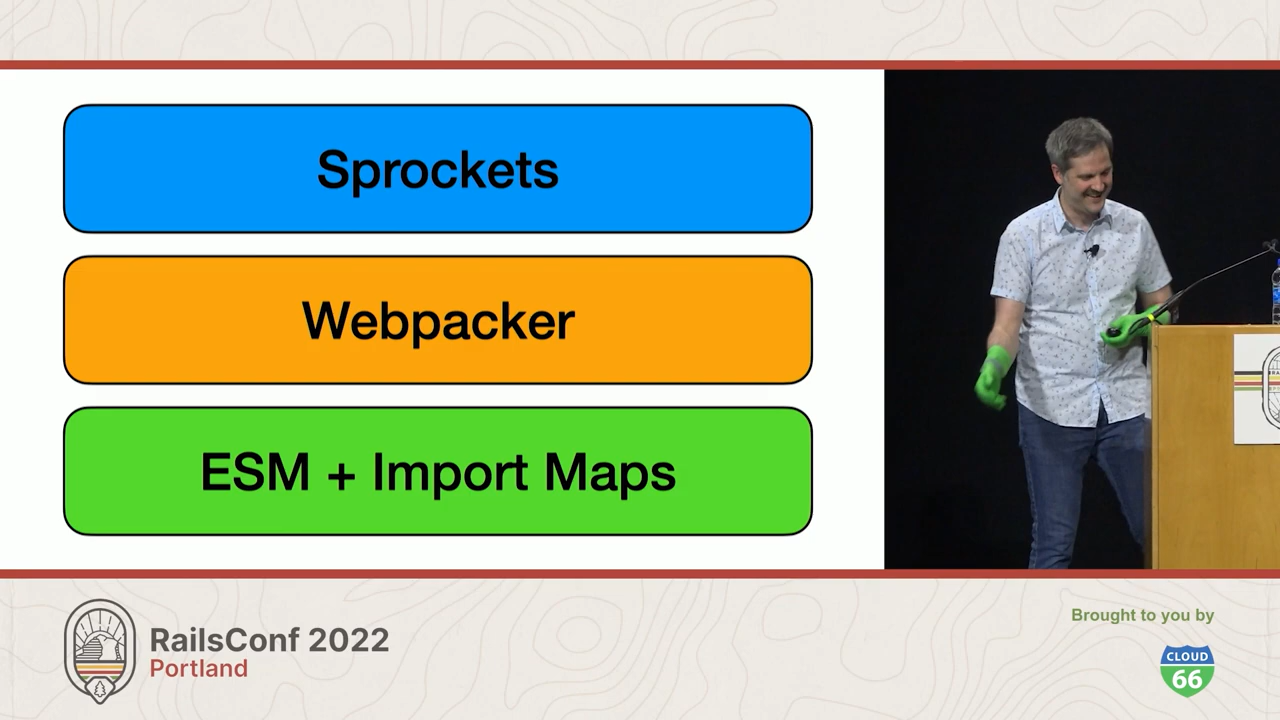 Sprockets
Webpacker
ESM + Import Maps
RailsConf 2022
Portland
Brought to you by
CLOUD
66